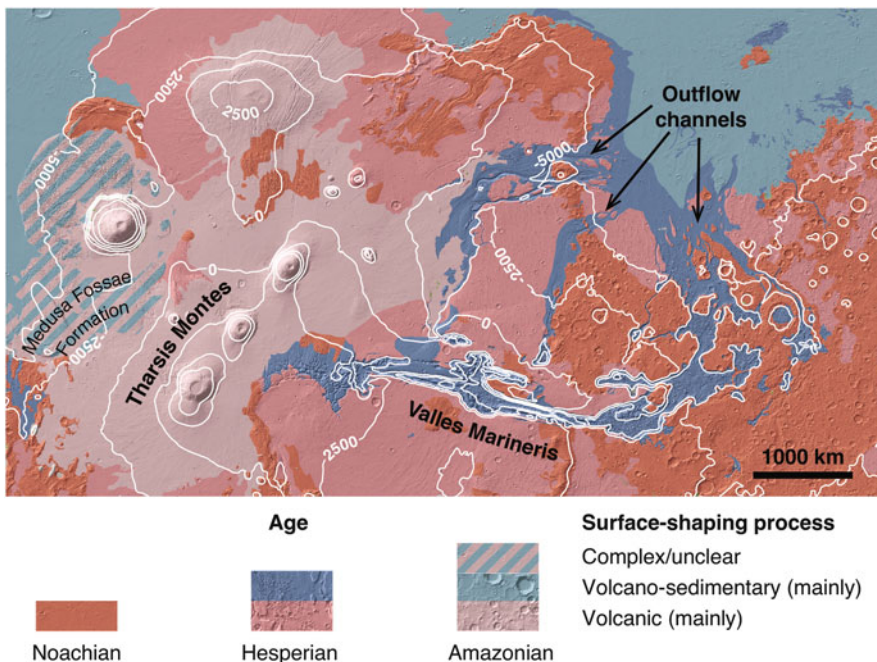 -2500
2500
-5000
Outflow
channels
5000
0
-2500
0
0
Medusa Fossae
Formation
2500
Tharsis Montes
Valles Marineris
2500
1000 km
Age
Surface-shaping process
Complex/unclear
Volcano-sedimentary (mainly)
Volcanic (mainly)
Noachian
Hesperian
Amazonian